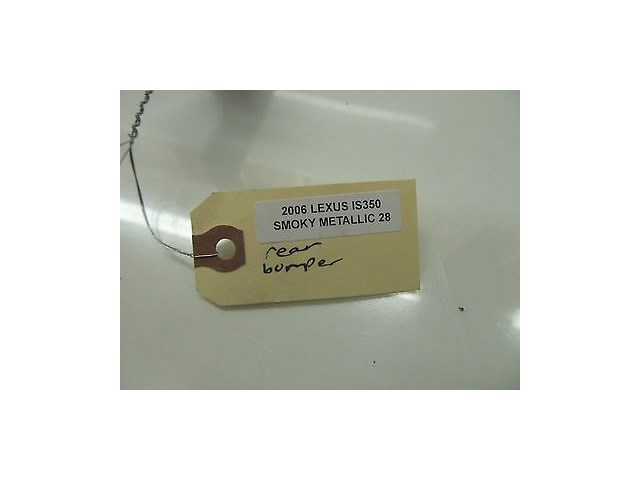 2006 LEXUS IS350
SMOKY METALLIC 28
rear
bumper